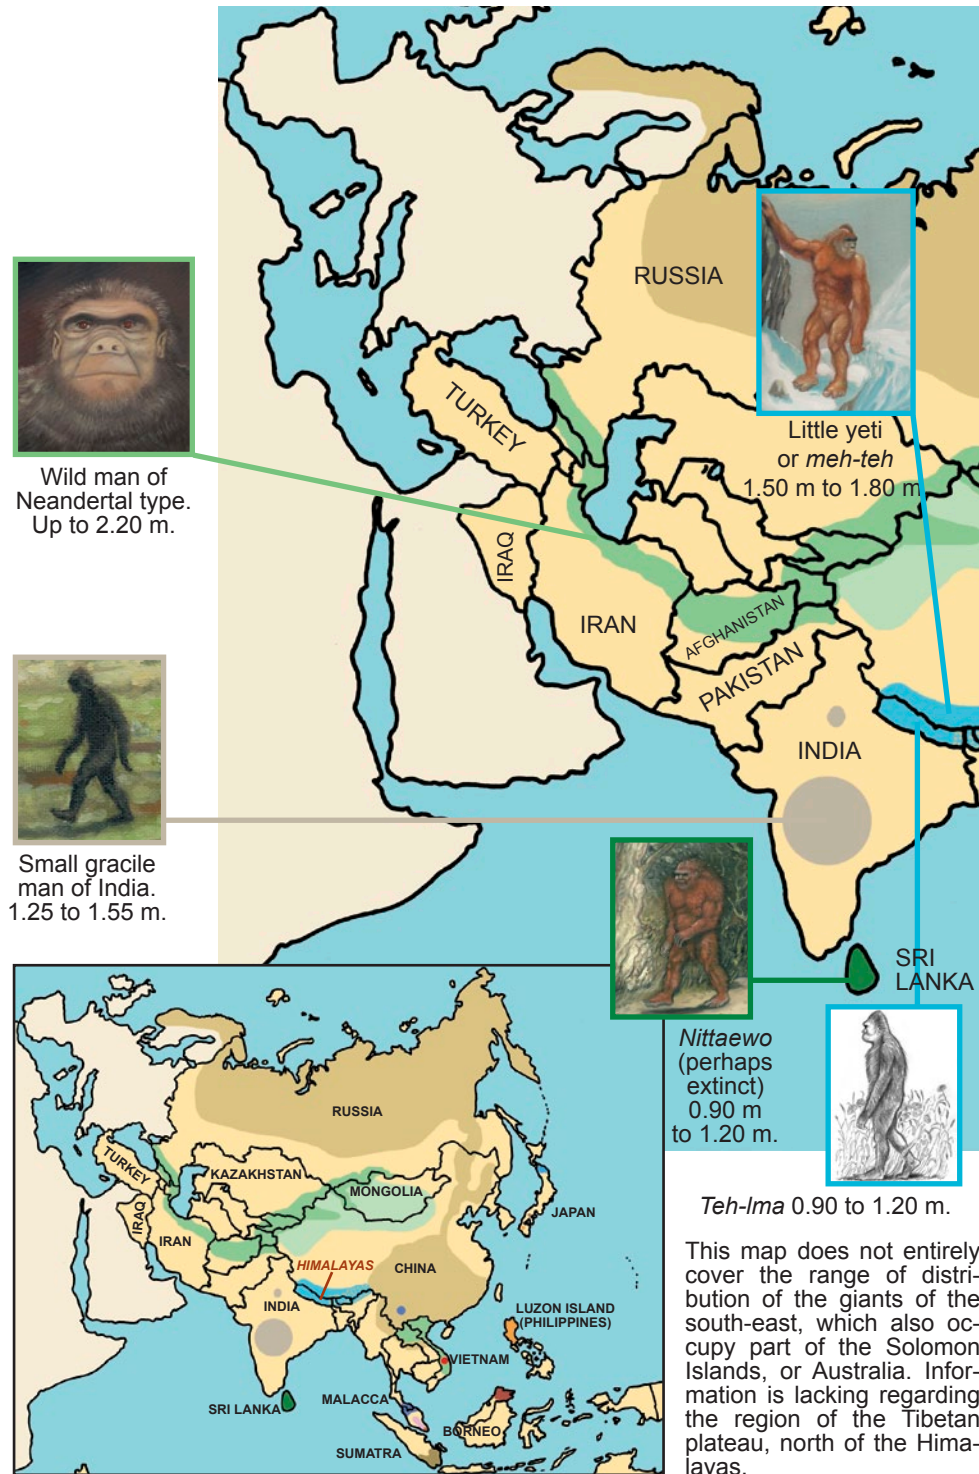 RUSSIA
TURKEY
IRAQ
IRAN
AFGHANISTAN
PAKISTAN
INDIA
SRI
LANKA
Wild man of
Neandertal type.
Up to 2.20 m.
Little yeti
or meh-teh
1.50 m to 1.80 m
Small gracile
man of India.
1.25 to 1.55 m.
Nittaewo
(perhaps
extinct)
0.90 m
to 1.20 m.
Teh-lma 0.90 to 1.20 m.
RUSSIA
TURKEY
KAZAKHSTAN
MONGOLIA
IRAQ
IRAN
JAPAN
HIMALAYAS
CHINA
INDIA
LUZON ISLAND
(PHILIPPINES)
VIETNAM
SRI LANKA
MALACCA
BORNEO
SUMATRA
This map does not entirely
cover the range of distri-
bution of the giants of the
south-east, which also oc-
cupy part of the Solomon
Islands, or Australia. Infor-
mation is lacking regarding
the region of the Tibetan
plateau, north of the Hima-
layas.